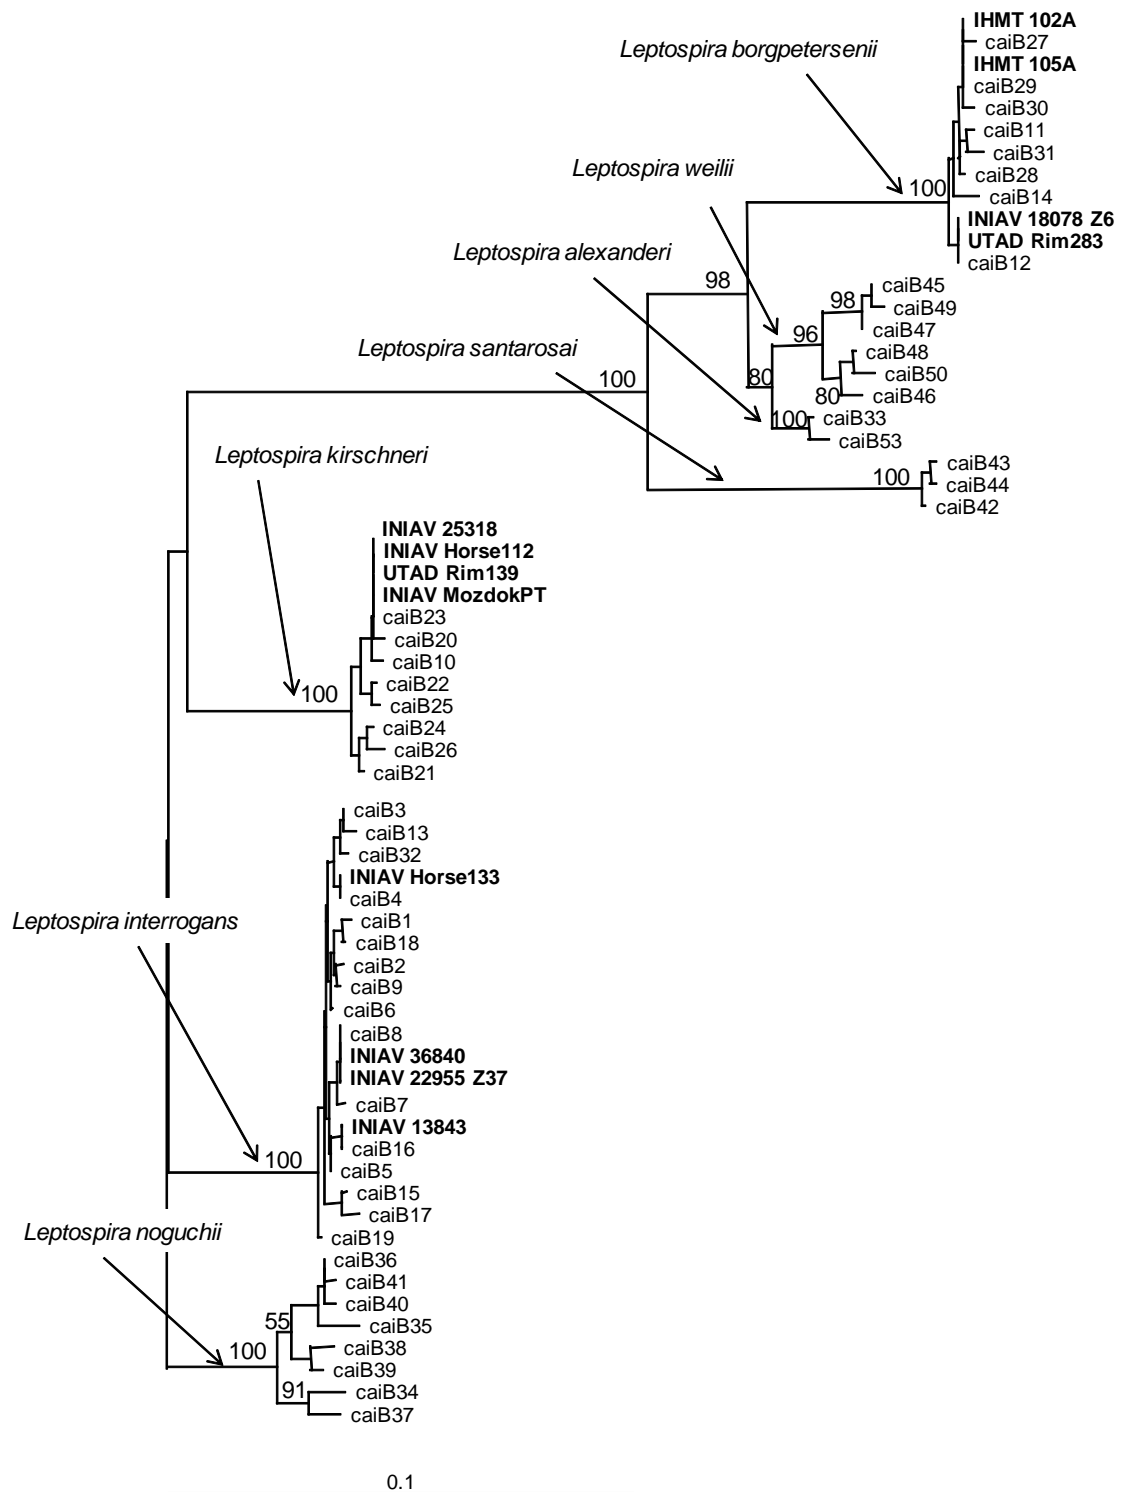 IHMT 102A
caiB27
Leptospira borgpetersenii
IHMT 105A
caiB29
caiB30
caiB11
caiB31
Leptospira weilii
caiB28
100
caiB14
INIAV 18078 Z6
UTAD Rim283
Leptospira alexanderi
caiB12
98
caiB45
98
caiB49
caiB47
96
Leptospira santarosai
caiB48
100
80
caiB50
80
caiB46
100
caiB33
caiB53
Leptospira kirschneri
caiB43
100
caiB44
caiB42
INIAV 25318
INIAV Horse112
UTAD Rim139
INIAV MozdokPT
caiB23
caiB20
caiB10
caiB22
100
caiB25
caiB24
caiB26
caiB21
caiB3
caiB13
caiB32
INIAV Horse133
caiB4
Leptospira interrogans
caiB1
caiB18
caiB2
caiB9
caiB6
caiB8
INIAV 36840
INIAV 22955 Z37
caiB7
INIAV 13843
caiB16
100
caiB5
caiB15
caiB17
Leptospira noguchii
caiB19
caiB36
caiB41
caiB40
55
caiB35
100
caiB38
caiB39
91
caiB34
caiB37
0.1